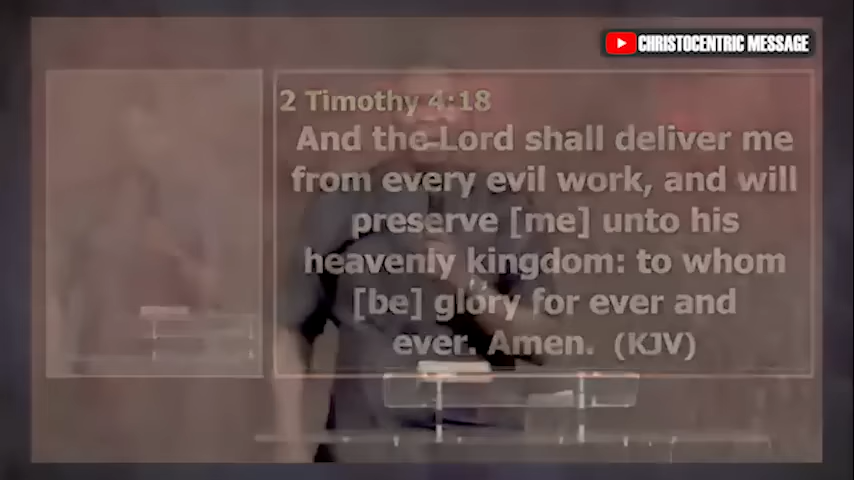 CHRISTOCENTRIC MESSAGE
2 Timothy 4:18
And the Lord shall deliver me
from every evil work, and will
preserve [me] unto his
heavenly kingdom: to whom
[be] glory for ever and
ever. Amen. (KJV)